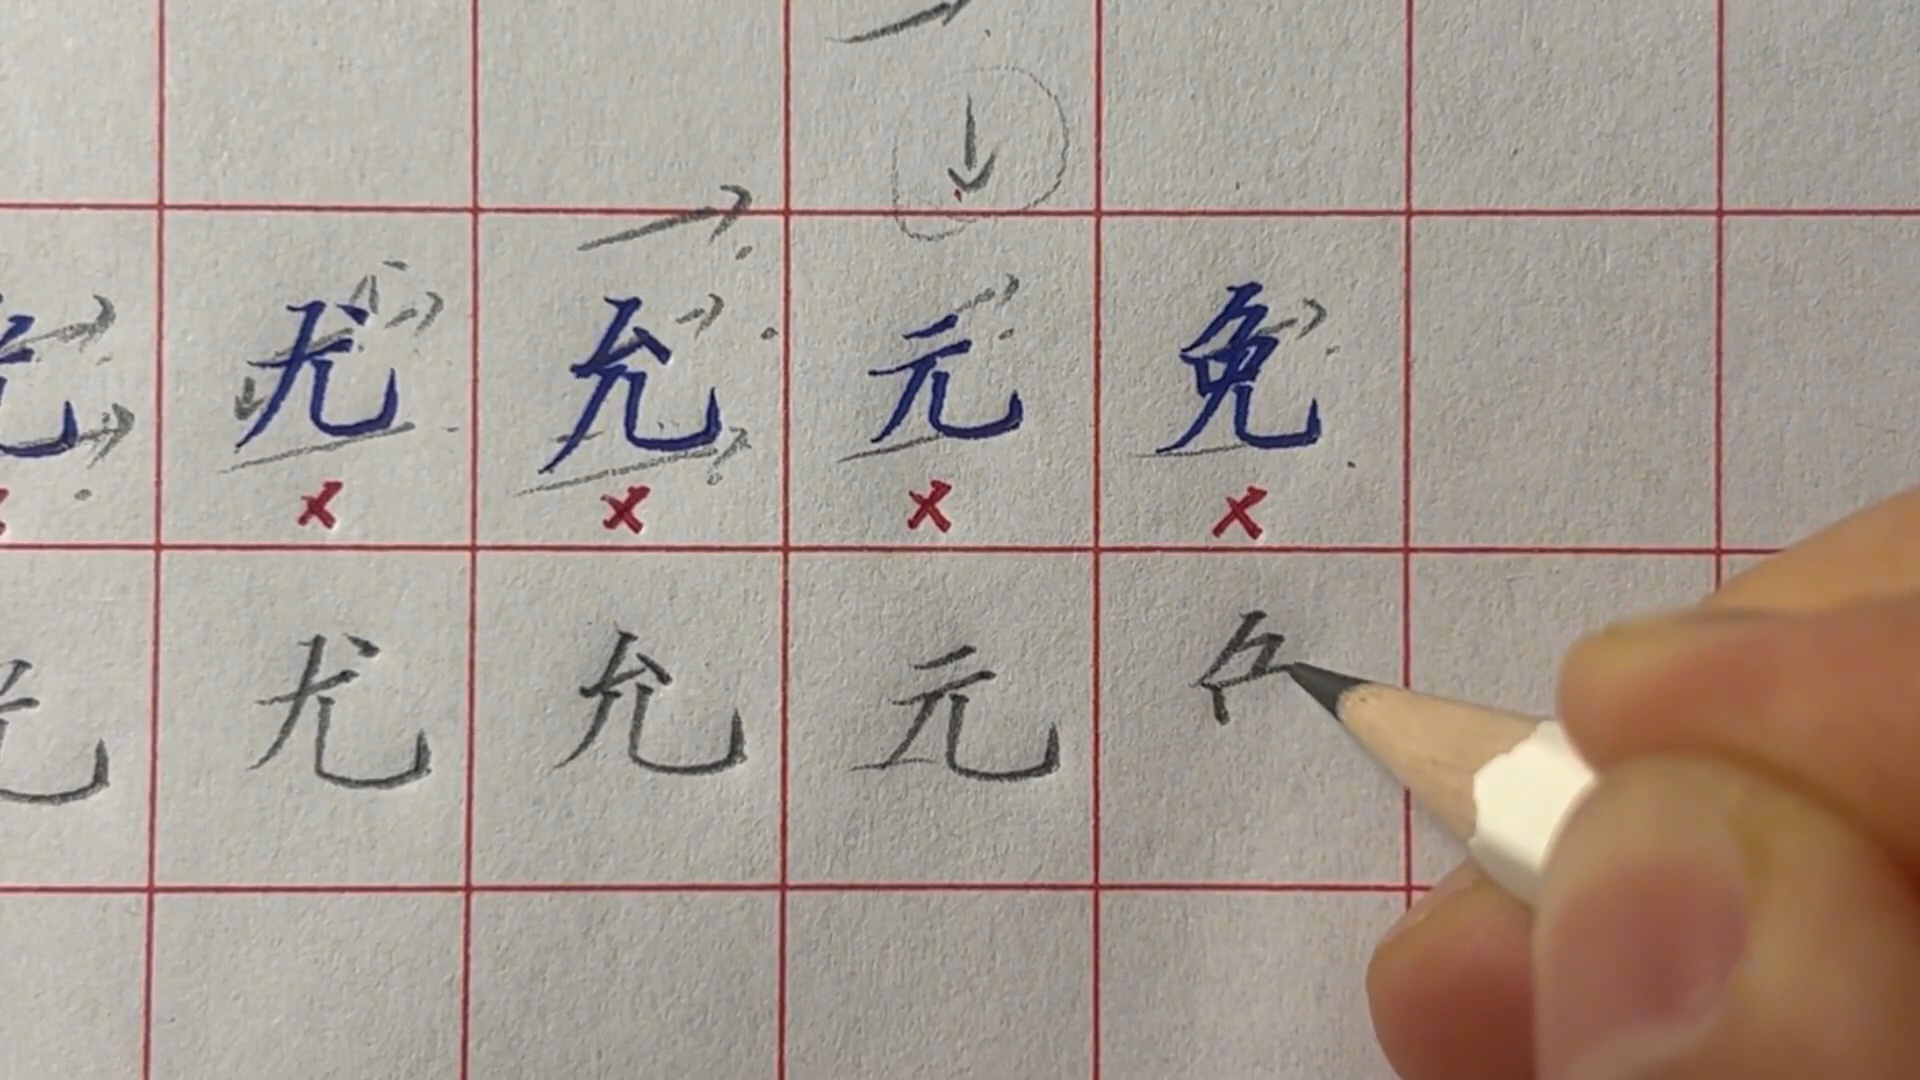 尤 允 元 免
× × × ×
尤 允 元